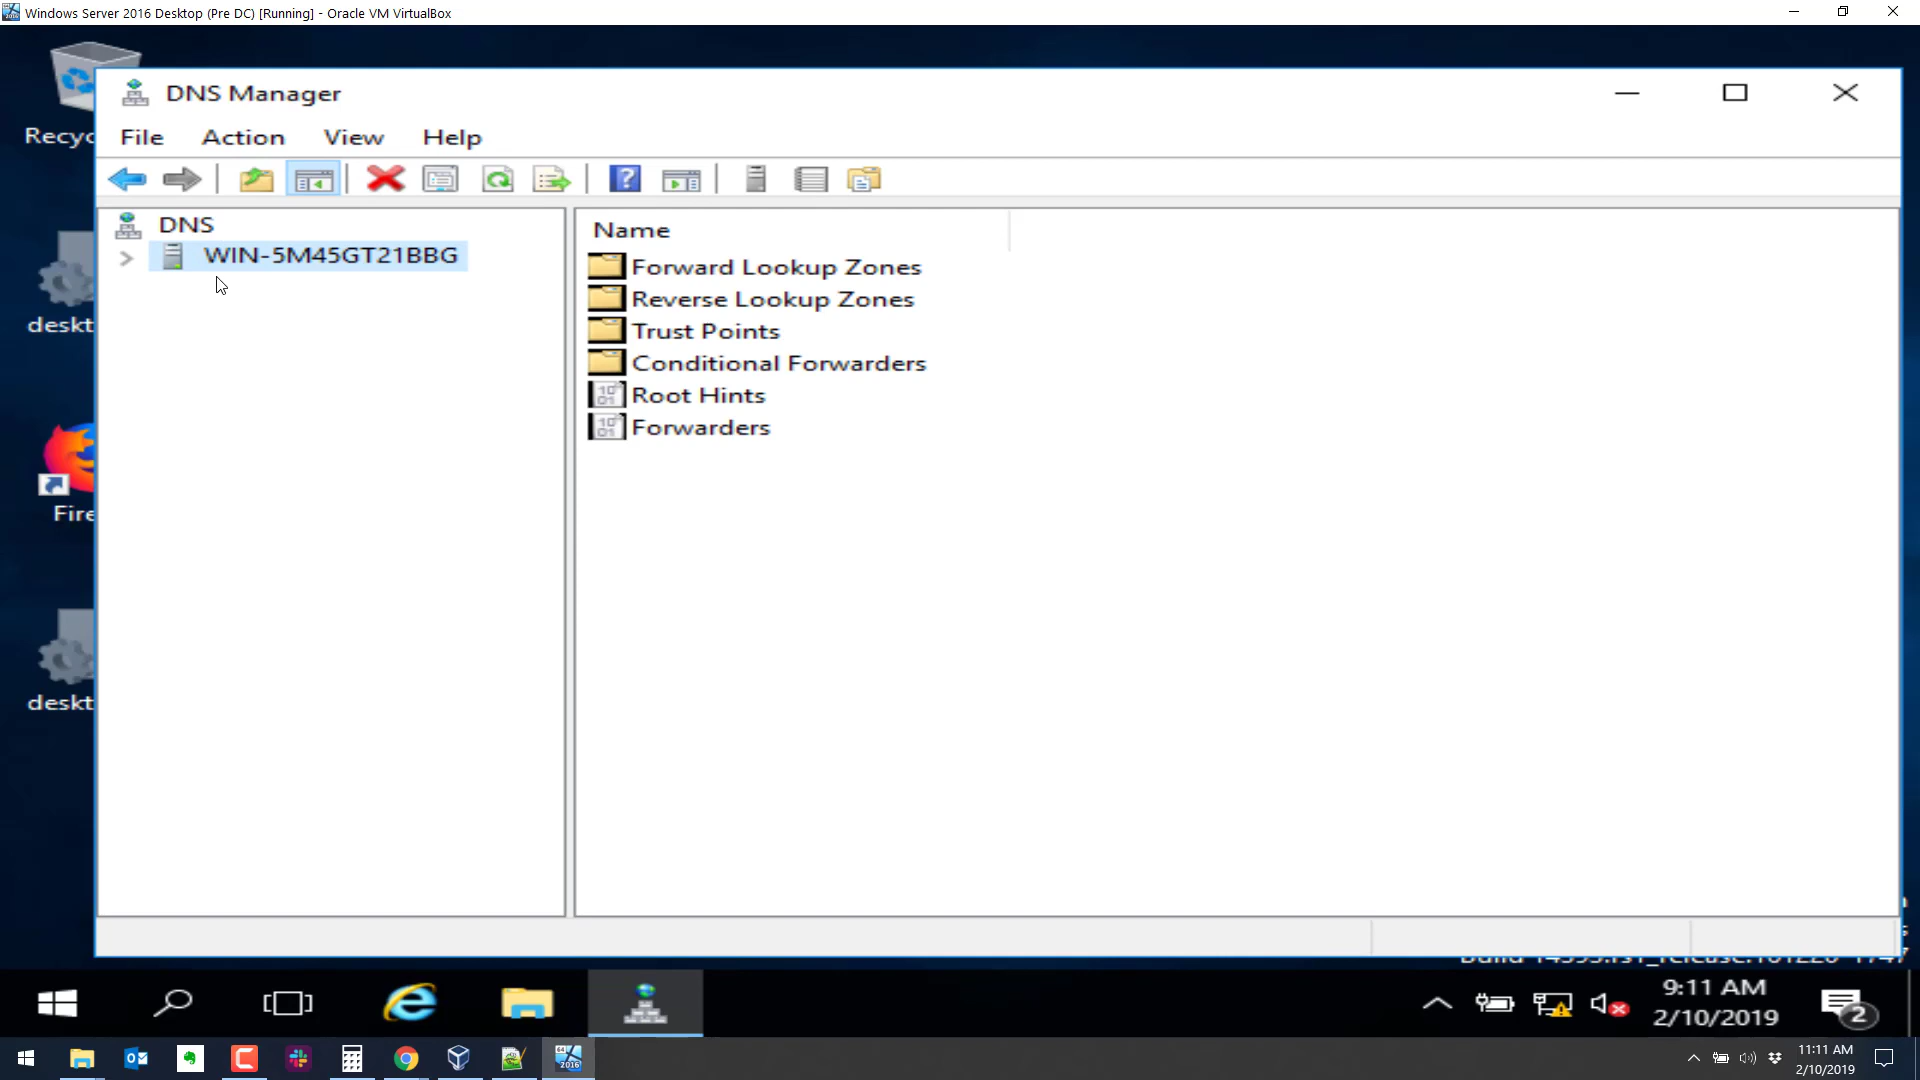 Windows Server 2016 Desktop (Pre DC) [Running] - Oracle VM VirtualBox
DNS Manager
File Action View Help
DNS
WIN-5M45GT21BBG
Name
Forward Lookup Zones
Reverse Lookup Zones
Trust Points
Conditional Forwarders
Root Hints
Forwarders
Recyc
deskt
Fire
deskt
9:11 AM
2/10/2019
2
11:11 AM
2/10/2019